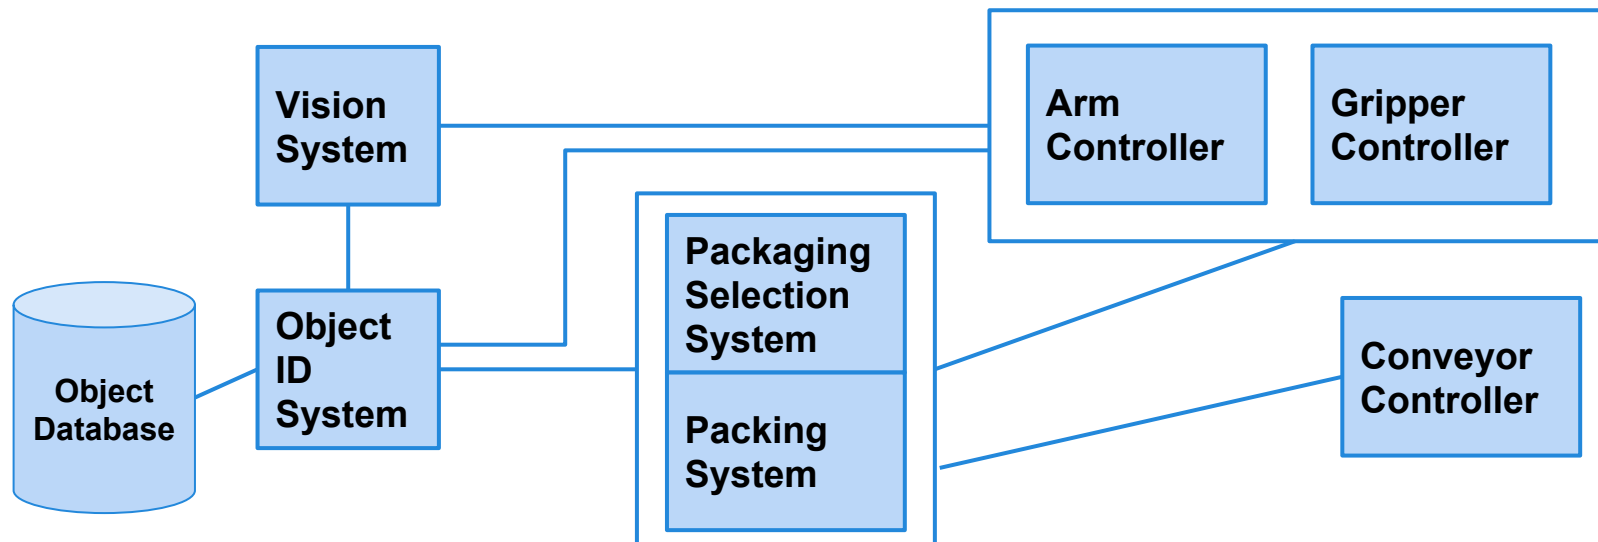 Vision
System
Arm
Controller
Gripper
Controller
Packaging
Selection
System
Object
ID
System
Object
Database
Packing
System
Conveyor
Controller